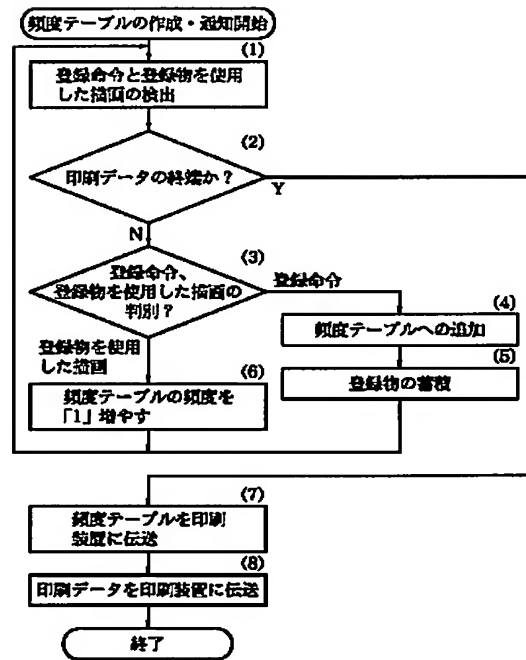 頻度テーブルの作成・通知開始
(1)
登録命令と登録物を使用
した描画の検出
(2)
印刷データの終端か?
Y
N
(3)
登録命令、
登録物を使用した描画の
判別?
登録命令
(4)
頻度テーブルへの追加
登録物を使用
した描画
(5)
登録物の蓄積
(6)
頻度テーブルの頻度を
「1」増やす
(7)
頻度テーブルを印刷
装置に伝送
(8)
印刷データを印刷装置に伝送
終了